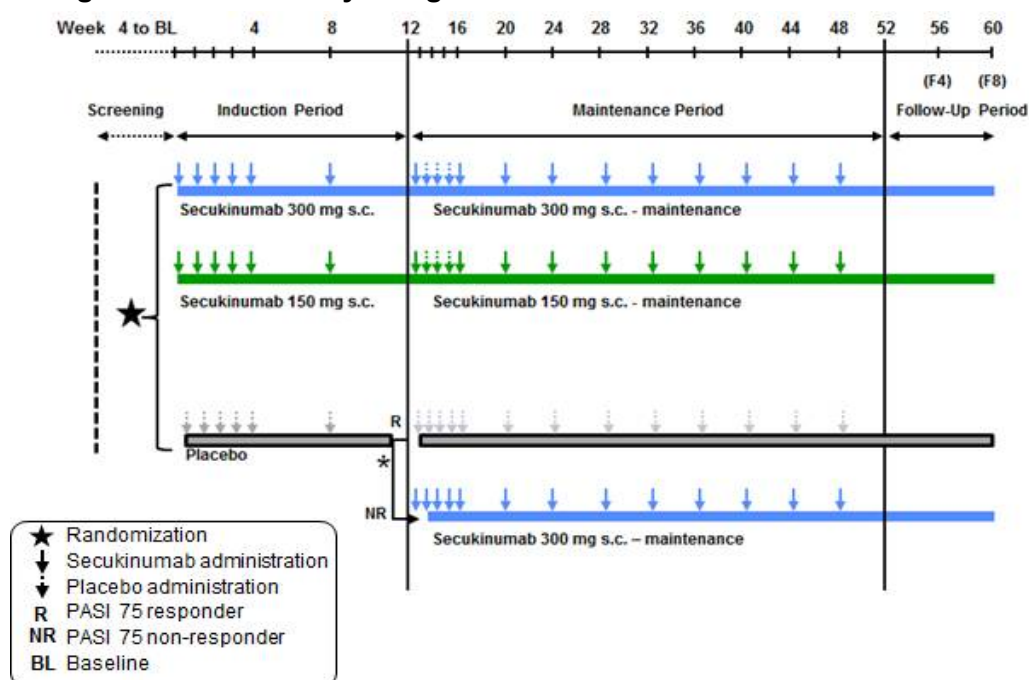 Week 4 to BL 4 8 12 16 20 24 28 32 36 40 44 48 52 56 60
(F4) (F8)
Screening Induction Period Maintenance Period Follow-Up Period
Secukinumab 300 mg s.c. Secukinumab 300 mg s.c. - maintenance
Secukinumab 150 mg s.c. Secukinumab 150 mg s.c. - maintenance
R
Placebo
*
NR
Secukinumab 300 mg s.c. – maintenance
Randomization
Secukinumab administration
Placebo administration
R PASI 75 responder
NR PASI 75 non-responder
BL Baseline